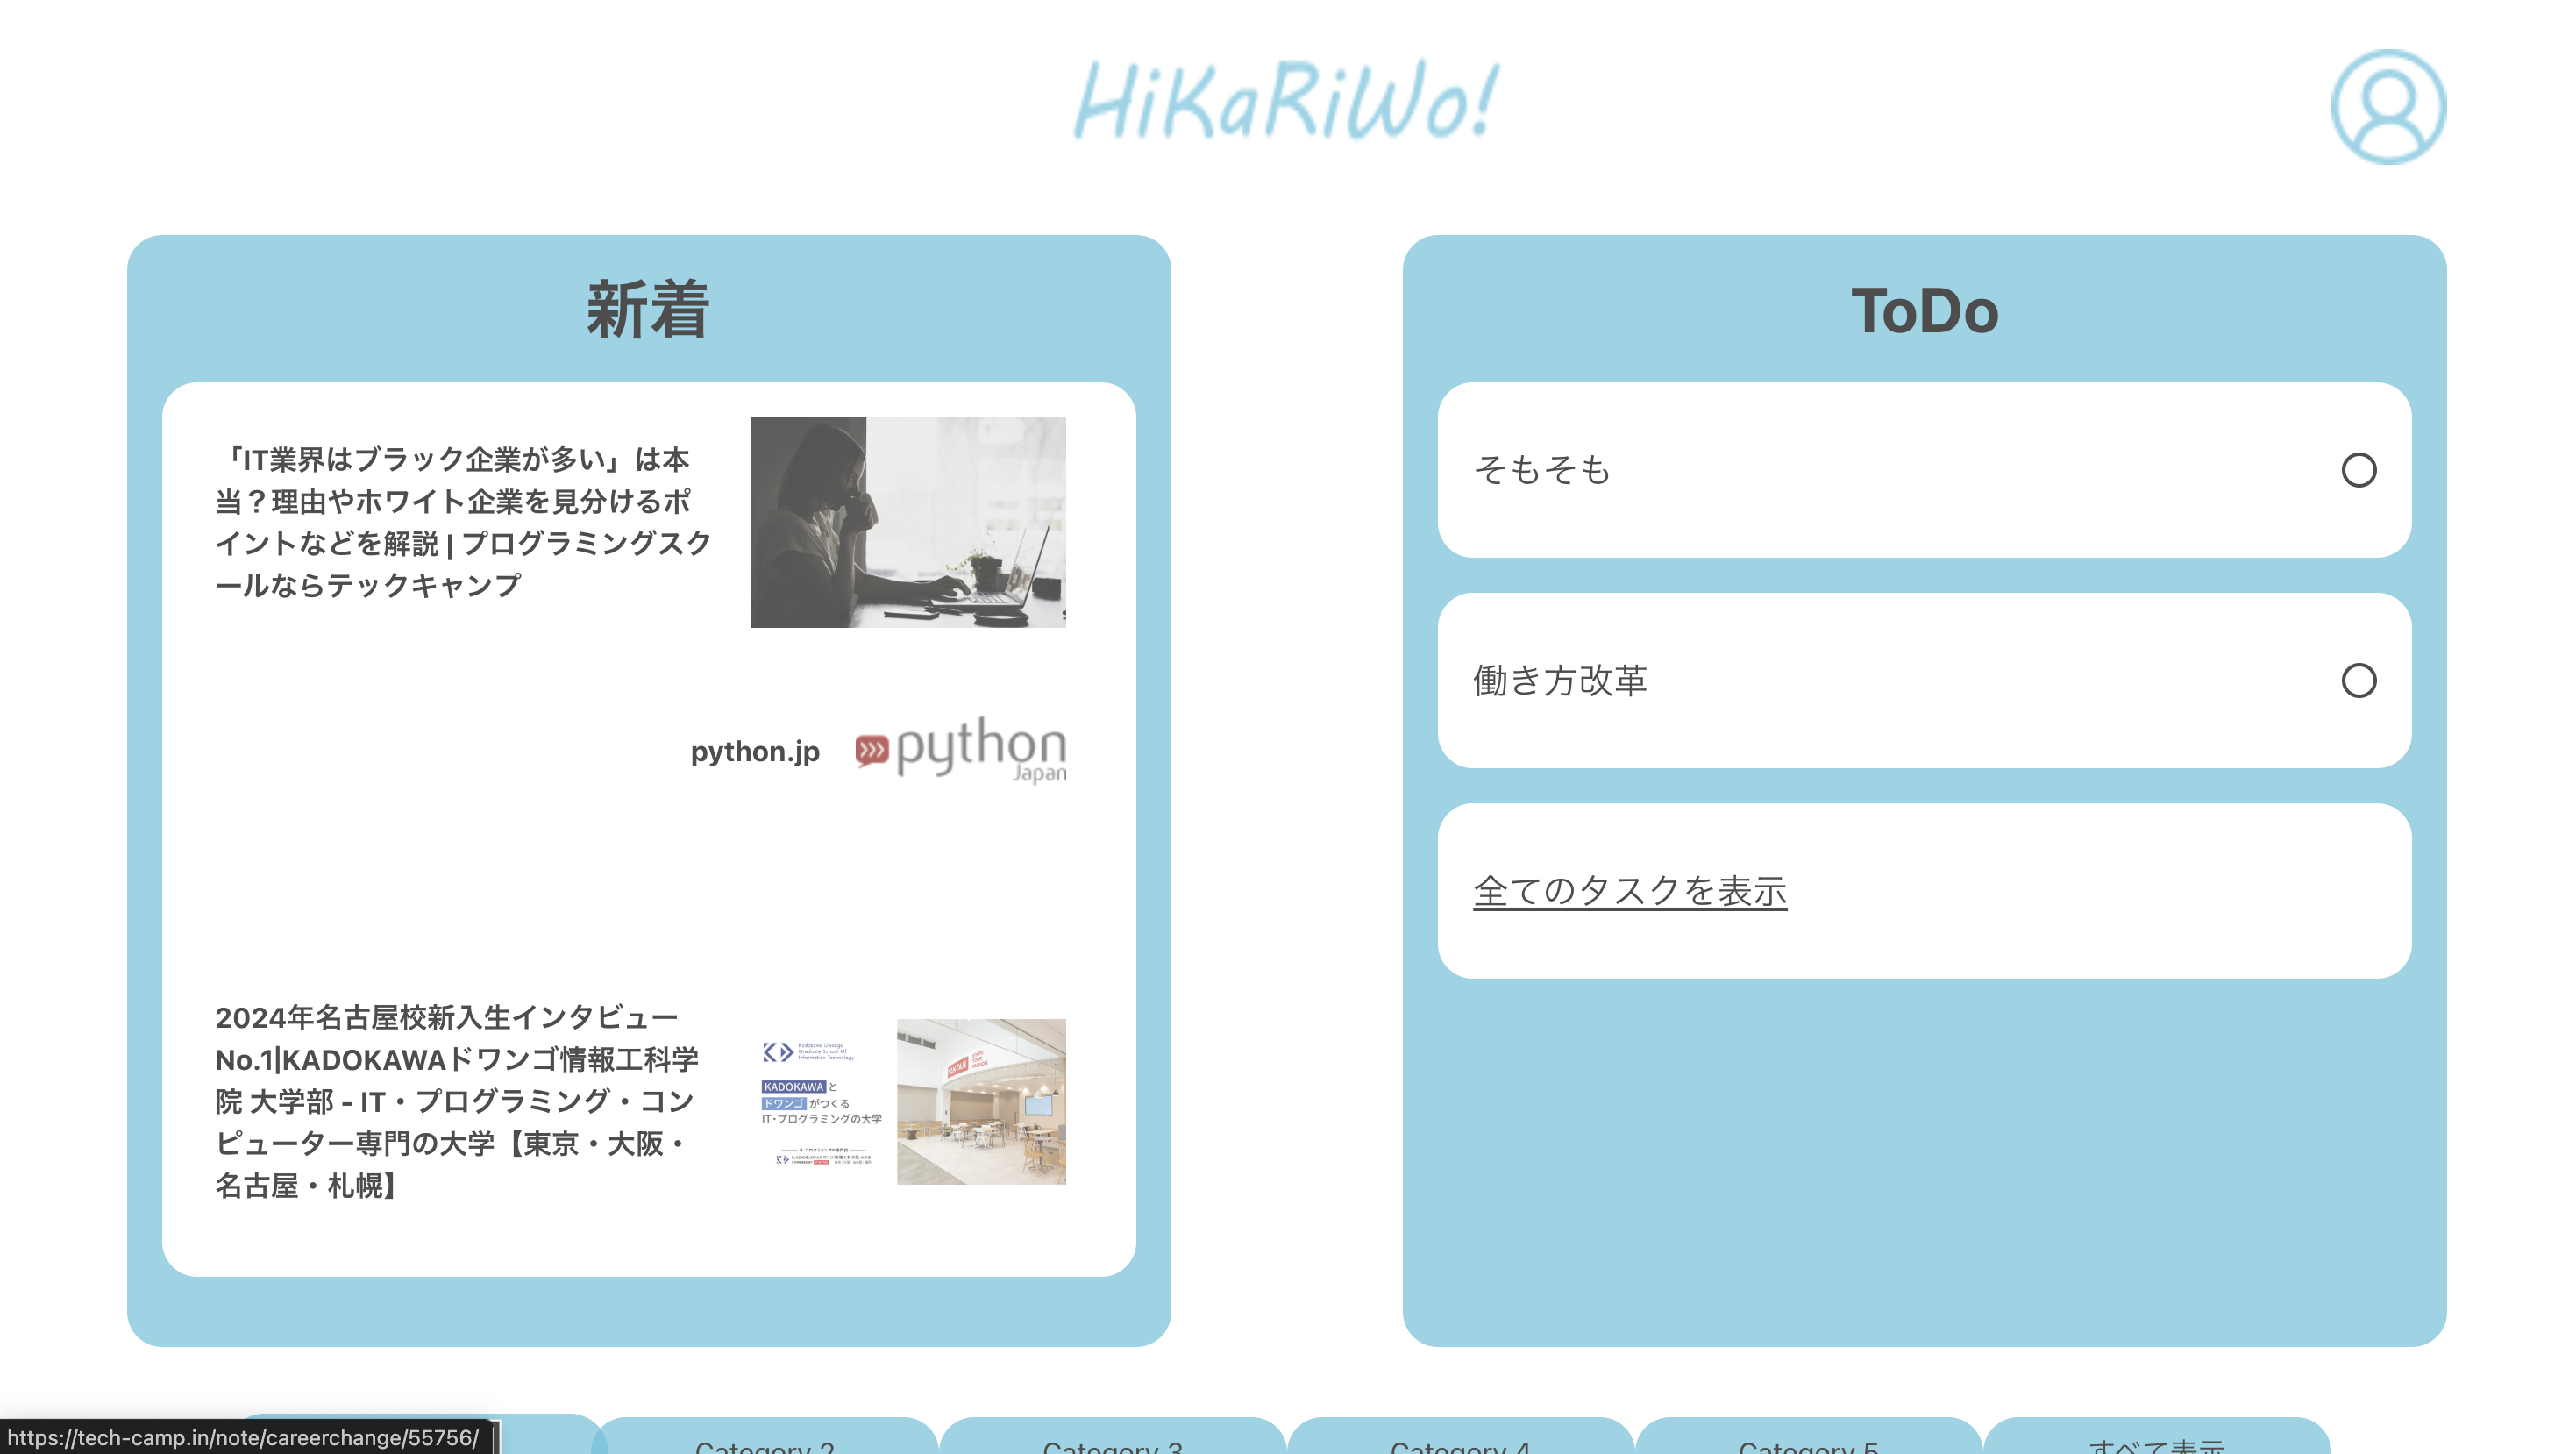 HiKaRiWo!
新着
「IT業界はブラック企業が多い」は本
当？理由やホワイト企業を見分けるポ
イントなどを解説 | プログラミングスク
ールならテックキャンプ
python.jp
python
Japan
2024年名古屋校新入生インタビュー
No.1|KADOKAWAドワンゴ情報工科学
院 大学部 - IT・プログラミング・コン
ピューター専門の大学【東京・大阪・
名古屋・札幌】
Kadokawa Dwango
Graduate School Of
Information Technology
KADOKAWA と
ドワンゴ がつくる
IT・プログラミングの大学
ToDo
そもそも
働き方改革
全てのタスクを表示
https://tech-camp.in/note/careerchange/55756/
Category 2
Category 3
Category 4
Category 5
すべて表示